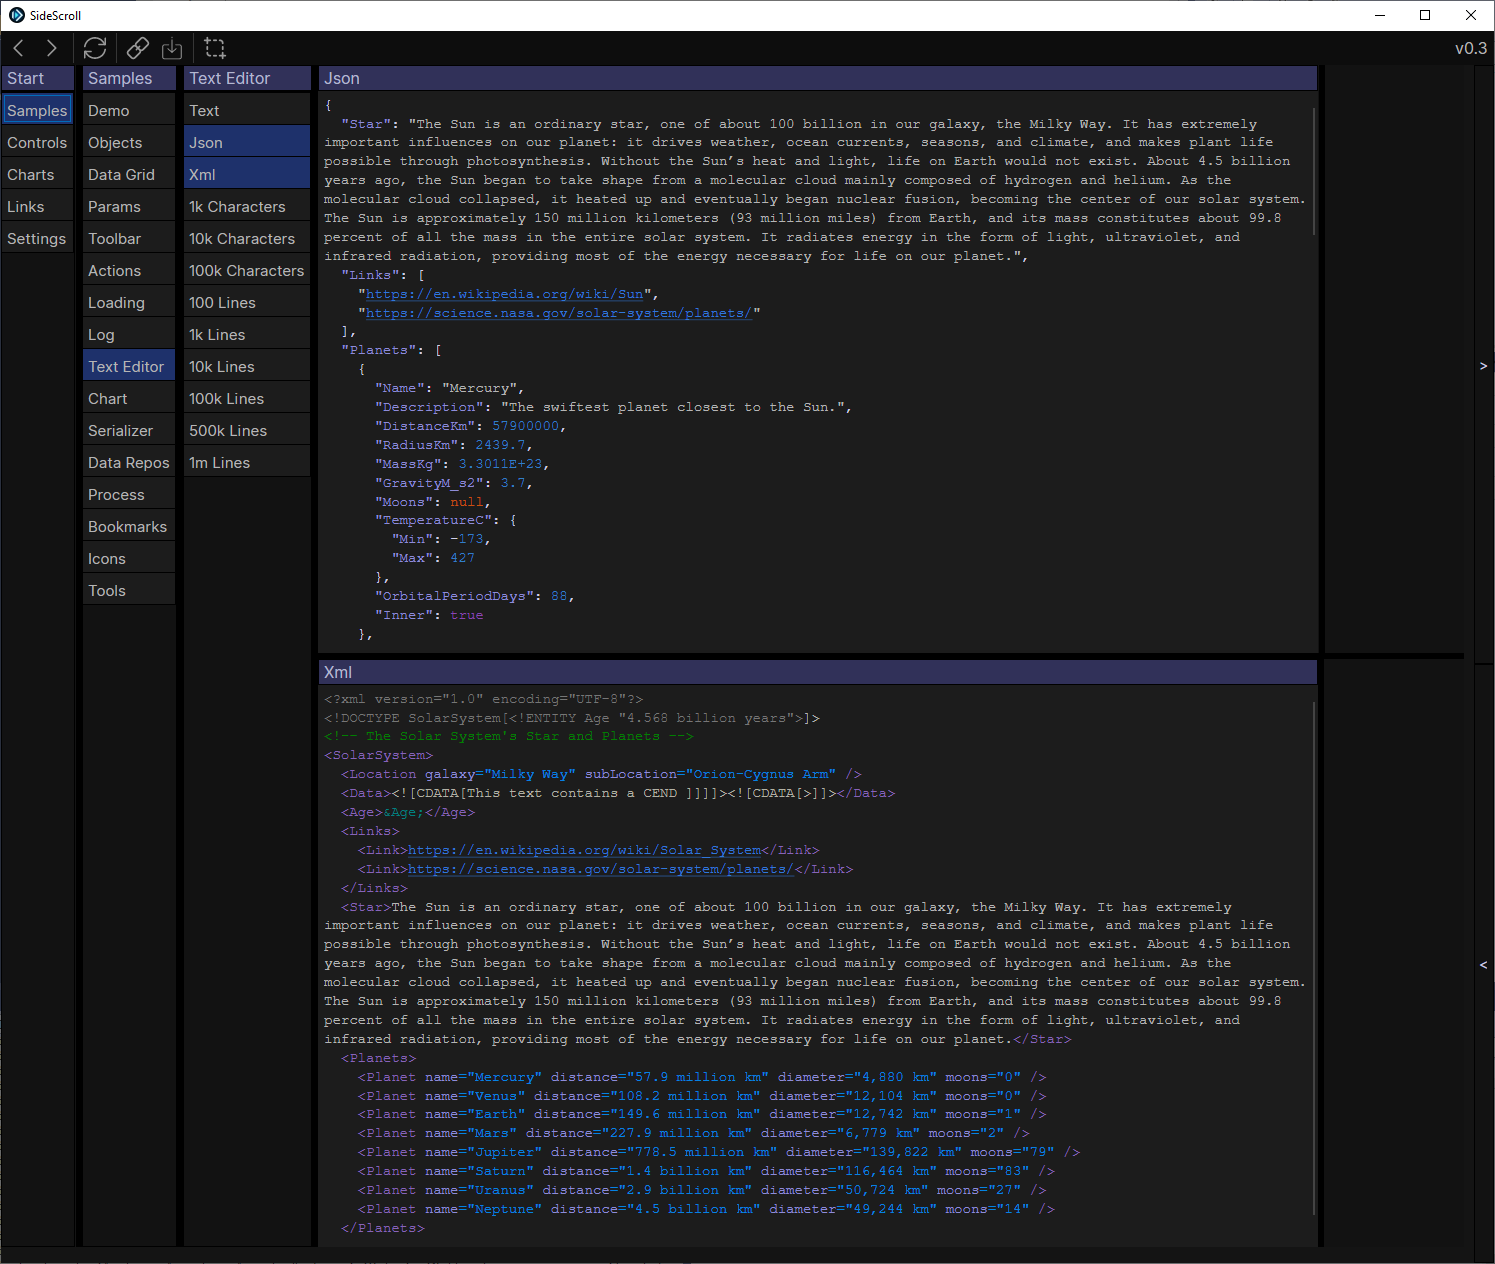 SideScroll
v0.3
Start
Samples
Controls
Charts
Links
Settings
Samples
Demo
Objects
Data Grid
Params
Toolbar
Actions
Loading
Log
Text Editor
Chart
Serializer
Data Repos
Process
Bookmarks
Icons
Tools
Text Editor
Text
Json
Xml
1k Characters
10k Characters
100k Characters
100 Lines
1k Lines
10k Lines
100k Lines
500k Lines
1m Lines
Json
{
  "Star": "The Sun is an ordinary star, one of about 100 billion in our galaxy, the Milky Way. It has extremely
important influences on our planet: it drives weather, ocean currents, seasons, and climate, and makes plant life
possible through photosynthesis. Without the Sun’s heat and light, life on Earth would not exist. About 4.5 billion
years ago, the Sun began to take shape from a molecular cloud mainly composed of hydrogen and helium. As the
molecular cloud collapsed, it heated up and eventually began nuclear fusion, becoming the center of our solar system.
The Sun is approximately 150 million kilometers (93 million miles) from Earth, and its mass constitutes about 99.8
percent of all the mass in the entire solar system. It radiates energy in the form of light, ultraviolet, and
infrared radiation, providing most of the energy necessary for life on our planet.",
  "Links": [
    "https://en.wikipedia.org/wiki/Sun",
    "https://science.nasa.gov/solar-system/planets/"
  ],
  "Planets": [
    {
      "Name": "Mercury",
      "Description": "The swiftest planet closest to the Sun.",
      "DistanceKm": 57900000,
      "RadiusKm": 2439.7,
      "MassKg": 3.3011E+23,
      "GravityM_s2": 3.7,
      "Moons": null,
      "TemperatureC": {
        "Min": -173,
        "Max": 427
      },
      "OrbitalPeriodDays": 88,
      "Inner": true
    },
Xml
<?xml version="1.0" encoding="UTF-8"?>
<!DOCTYPE SolarSystem[<!ENTITY Age "4.568 billion years">]>
<!-- The Solar System's Star and Planets -->
<SolarSystem>
  <Location galaxy="Milky Way" subLocation="Orion-Cygnus Arm" />
  <Data><![CDATA[This text contains a CEND ]]]]><![CDATA[>]]></Data>
  <Age>&Age;</Age>
  <Links>
    <Link>https://en.wikipedia.org/wiki/Solar_System</Link>
    <Link>https://science.nasa.gov/solar-system/planets/</Link>
  </Links>
  <Star>The Sun is an ordinary star, one of about 100 billion in our galaxy, the Milky Way. It has extremely
important influences on our planet: it drives weather, ocean currents, seasons, and climate, and makes plant life
possible through photosynthesis. Without the Sun’s heat and light, life on Earth would not exist. About 4.5 billion
years ago, the Sun began to take shape from a molecular cloud mainly composed of hydrogen and helium. As the
molecular cloud collapsed, it heated up and eventually began nuclear fusion, becoming the center of our solar system.
The Sun is approximately 150 million kilometers (93 million miles) from Earth, and its mass constitutes about 99.8
percent of all the mass in the entire solar system. It radiates energy in the form of light, ultraviolet, and
infrared radiation, providing most of the energy necessary for life on our planet.</Star>
  <Planets>
    <Planet name="Mercury" distance="57.9 million km" diameter="4,880 km" moons="0" />
    <Planet name="Venus" distance="108.2 million km" diameter="12,104 km" moons="0" />
    <Planet name="Earth" distance="149.6 million km" diameter="12,742 km" moons="1" />
    <Planet name="Mars" distance="227.9 million km" diameter="6,779 km" moons="2" />
    <Planet name="Jupiter" distance="778.5 million km" diameter="139,822 km" moons="79" />
    <Planet name="Saturn" distance="1.4 billion km" diameter="116,464 km" moons="83" />
    <Planet name="Uranus" distance="2.9 billion km" diameter="50,724 km" moons="27" />
    <Planet name="Neptune" distance="4.5 billion km" diameter="49,244 km" moons="14" />
  </Planets>
>
<